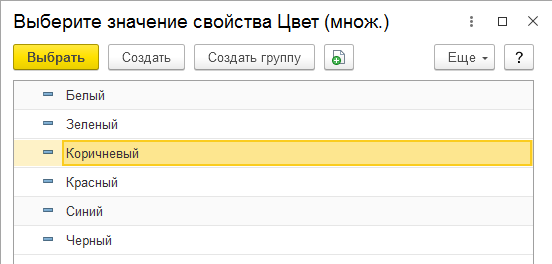 Выберите значение свойства Цвет (множ.)
Выбрать Создать Создать группу Еще ?
Белый
Зеленый
Коричневый
Красный
Синий
Черный